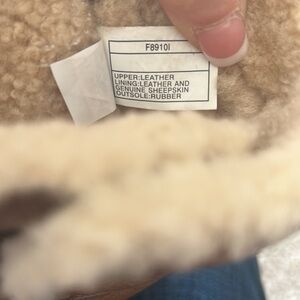 F8910I
UPPER:LEATHER
LINING:LEATHER AND
GENUINE SHEEPSKIN
OUTSOLE:RUBBER